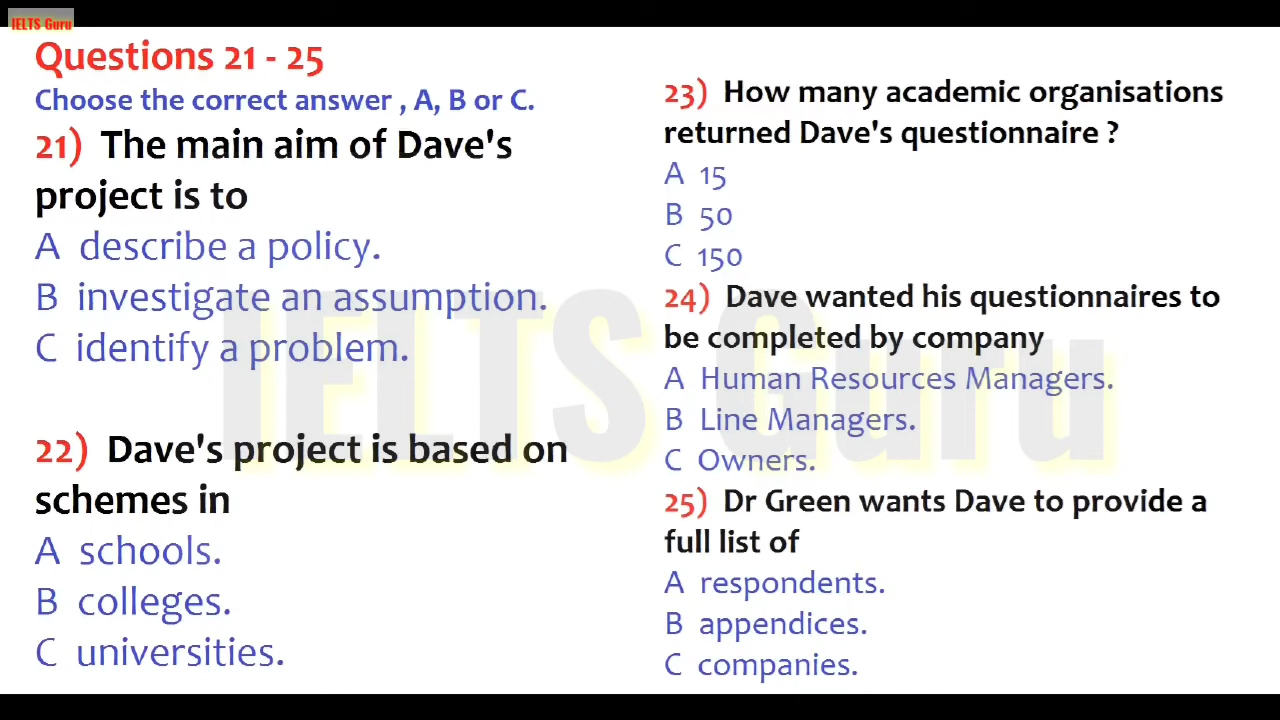 IELTS Guru
Questions 21 - 25
Choose the correct answer , A, B or C.
21) The main aim of Dave's
project is to
A describe a policy.
B investigate an assumption.
C identify a problem.
22) Dave's project is based on
schemes in
A schools.
B colleges.
C universities.
23) How many academic organisations
returned Dave's questionnaire ?
A 15
B 50
C 150
24) Dave wanted his questionnaires to
be completed by company
A Human Resources Managers.
B Line Managers.
C Owners.
25) Dr Green wants Dave to provide a
full list of
A respondents.
B appendices.
C companies.
IELTS Guru